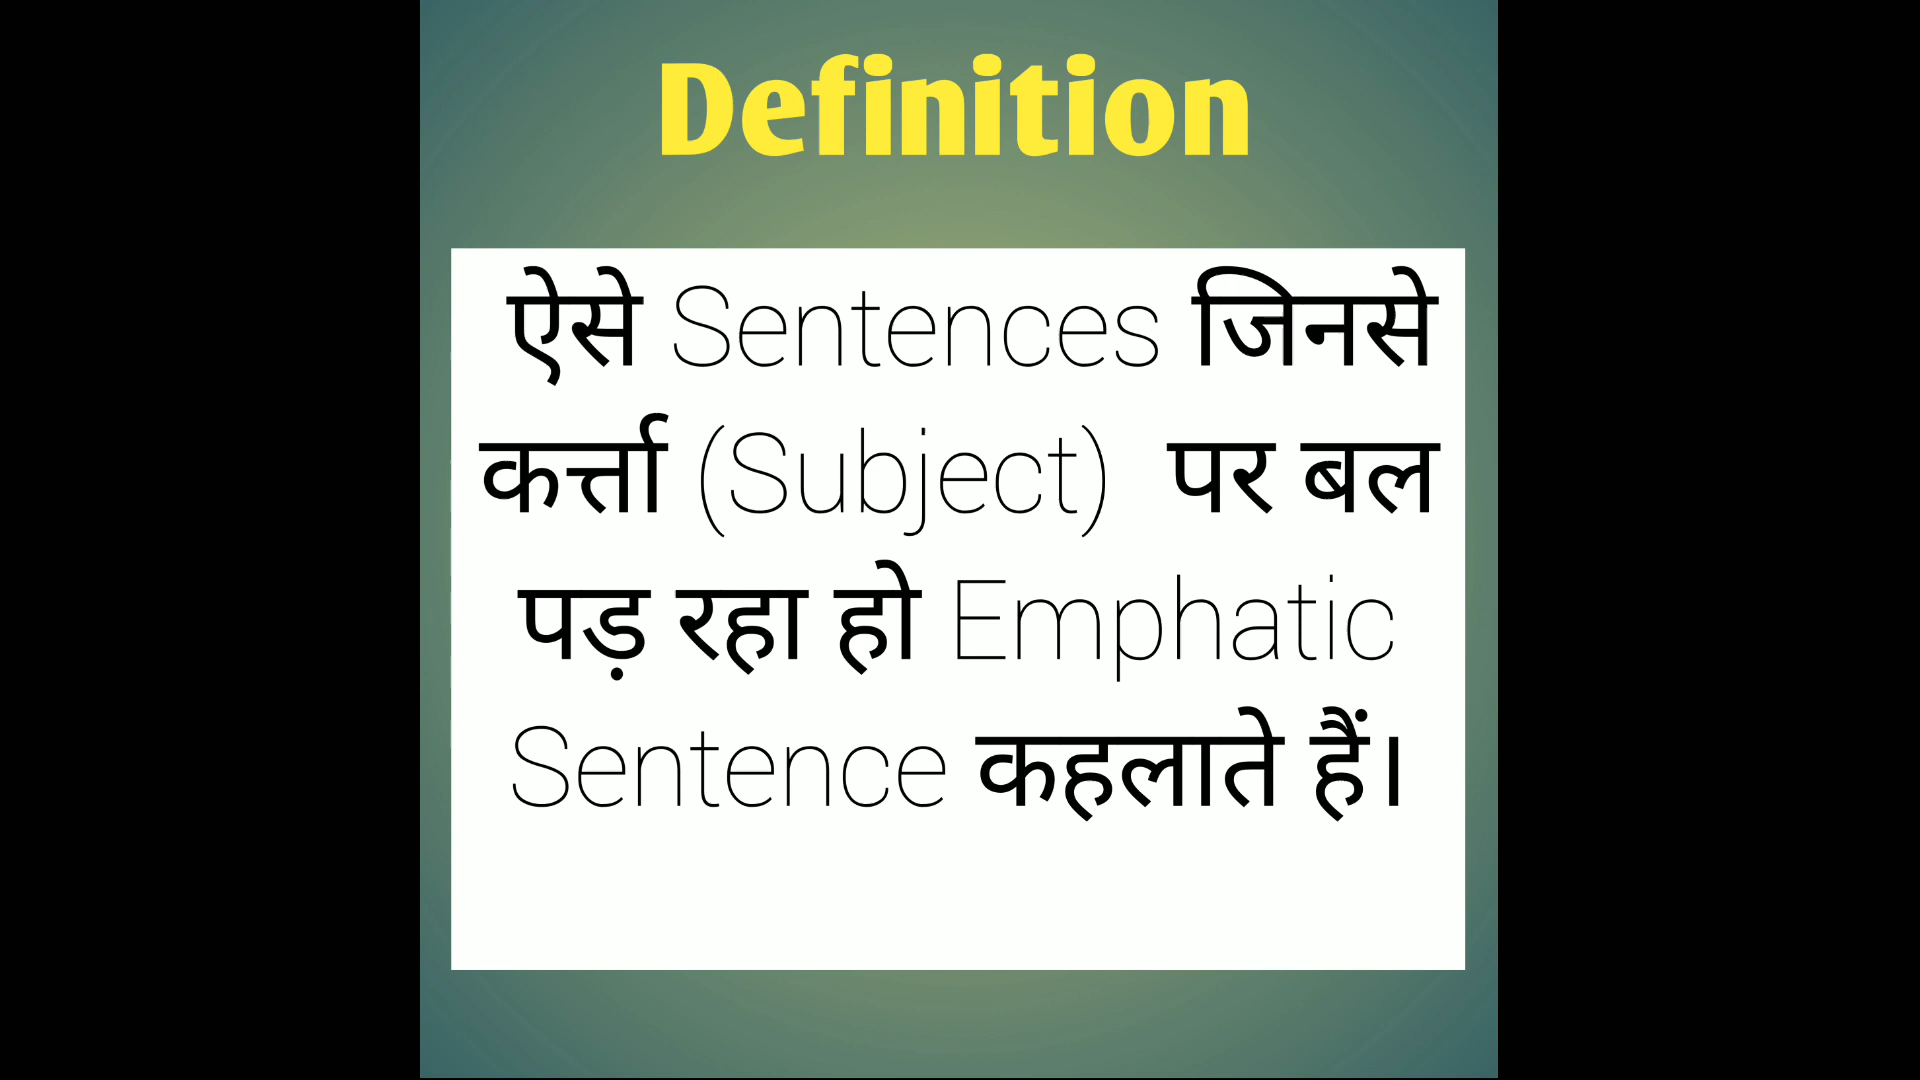 Definition
ऐसे Sentences जिनसे
कर्त्ता (Subject) पर बल
पड़ रहा हो Emphatic
Sentence कहलाते हैं।